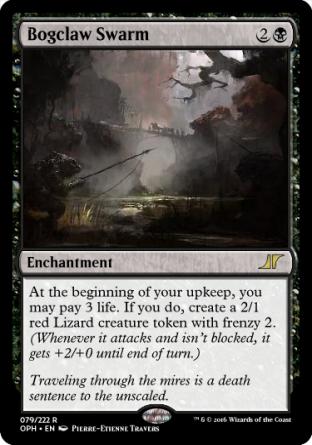 Bogclaw Swarm 2
Enchantment
At the beginning of your upkeep, you
may pay 3 life. If you do, create a 2/1
red Lizard creature token with frenzy 2.
(Whenever it attacks and isn't blocked, it
gets +2/+0 until end of turn.)
Traveling through the mires is a death
sentence to the unscaled.
079/222 R
OPH • EN Pierre-Etienne Travers
™ & © 2016 Wizards of the Coast